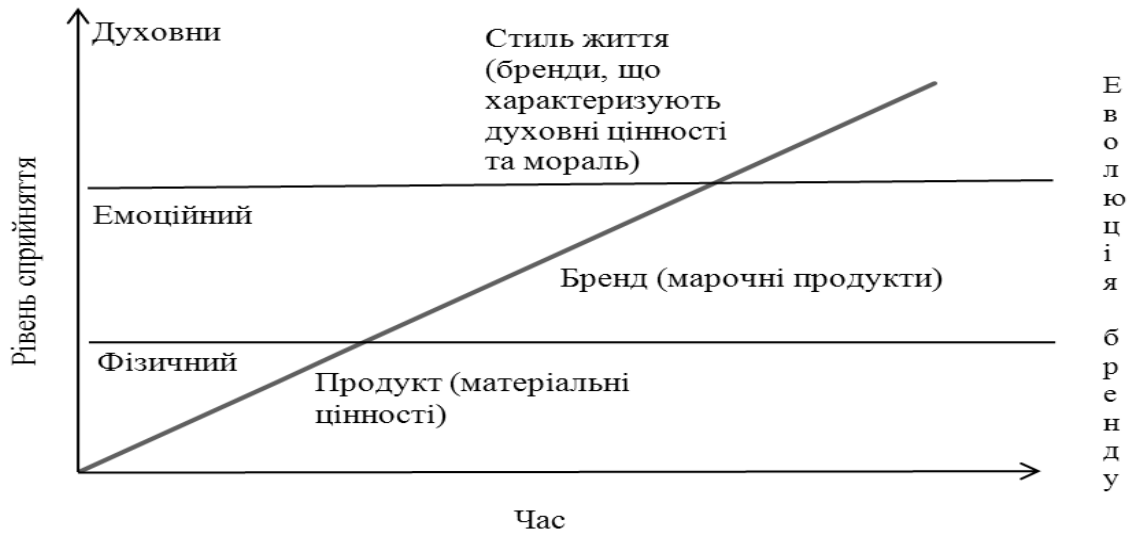 Духовни
Стиль життя
(бренди, що
характеризують
духовні цінності
та мораль)
Емоційний
Бренд (марочні продукти)
Фізичний
Продукт (матеріальні
цінності)
Рівень сприйняття
Час
Еволюція бренду